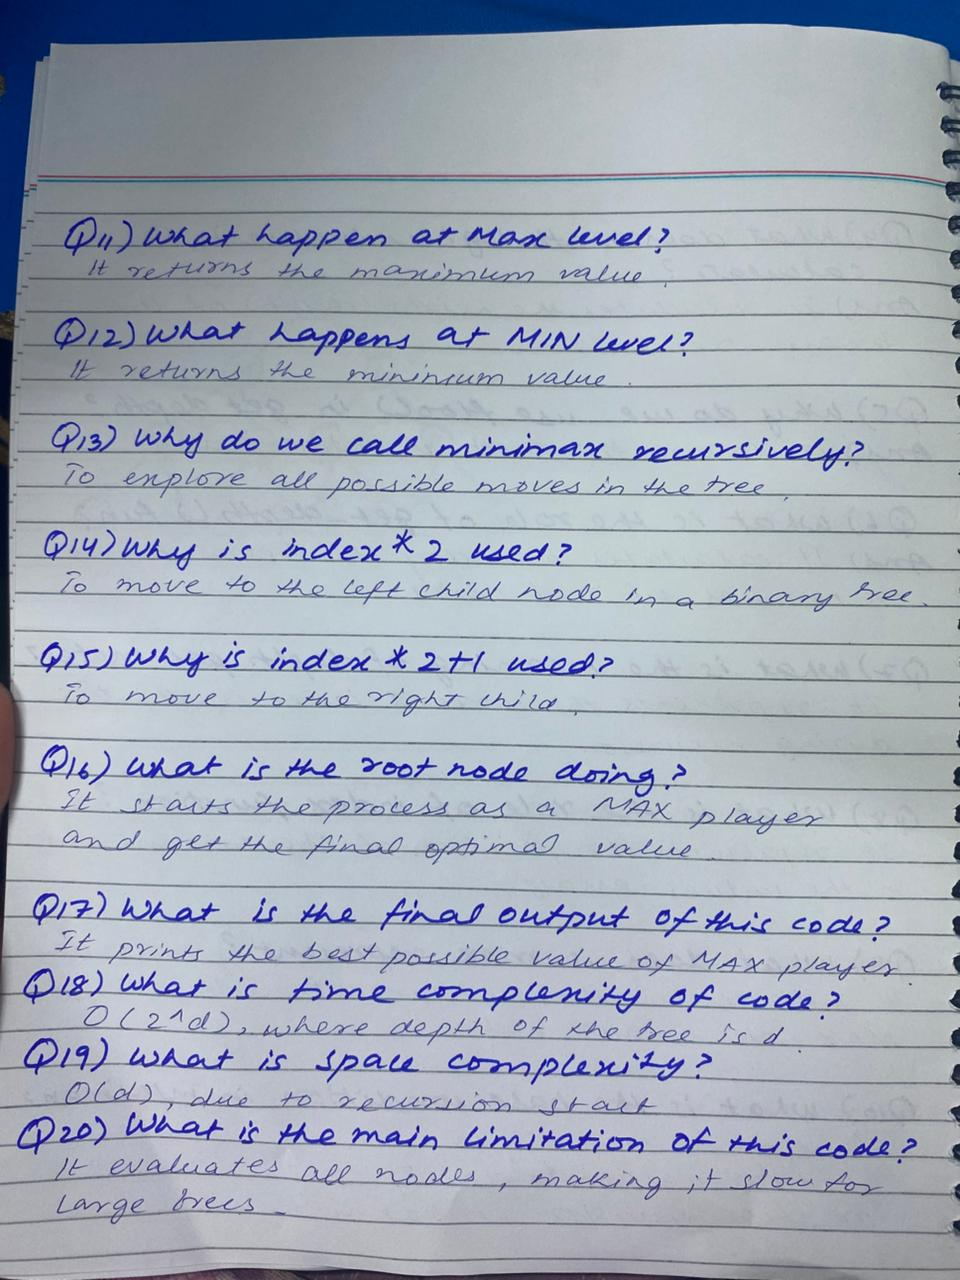 Q11) What happen at Max level?
It returns the maximum value.
Q12) What happens at MIN level?
It returns the minimum value.
Q13) Why do we call minimax recursively?
To explore all possible moves in the tree.
Q14) Why is index * 2 used?
To move to the left child node in a binary tree.
Q15) Why is index * 2+1 used?
To move to the right child.
Q16) What is the root node doing?
It starts the process as a MAX player
and get the final optimal value.
Q17) What is the final output of this code?
It prints the best possible value of MAX player.
Q18) What is time complexity of code?
O(2^d), where depth of the tree is d.
Q19) What is space complexity?
O(d), due to recursion
Q20) What is the main limitation of this code?
It evaluates all nodes, making it slow for
large trees.